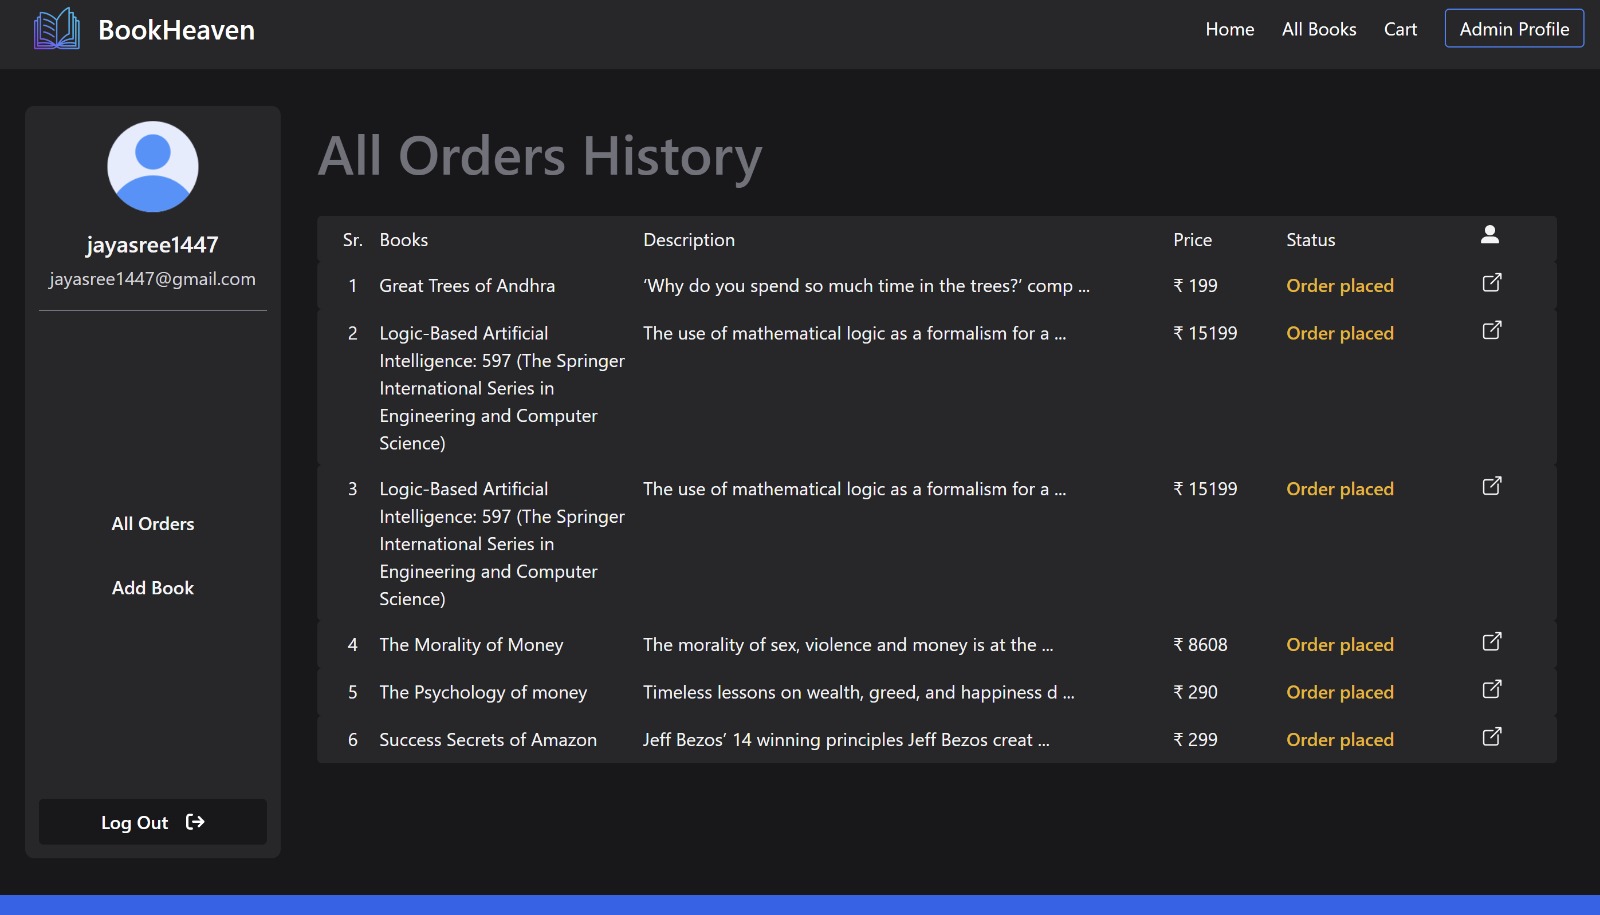 BookHeaven
Home All Books Cart Admin Profile
jayasree1447
jayasree1447@gmail.com
All Orders
Add Book
Log Out
All Orders History
Sr. Books Description Price Status
1 Great Trees of Andhra ‘Why do you spend so much time in the trees?’ comp ... ₹ 199 Order placed
2 Logic-Based Artificial The use of mathematical logic as a formalism for a ... ₹ 15199 Order placed
Intelligence: 597 (The Springer
International Series in
Engineering and Computer
Science)
3 Logic-Based Artificial The use of mathematical logic as a formalism for a ... ₹ 15199 Order placed
Intelligence: 597 (The Springer
International Series in
Engineering and Computer
Science)
4 The Morality of Money The morality of sex, violence and money is at the ... ₹ 8608 Order placed
5 The Psychology of money Timeless lessons on wealth, greed, and happiness d ... ₹ 290 Order placed
6 Success Secrets of Amazon Jeff Bezos’ 14 winning principles Jeff Bezos creat ... ₹ 299 Order placed